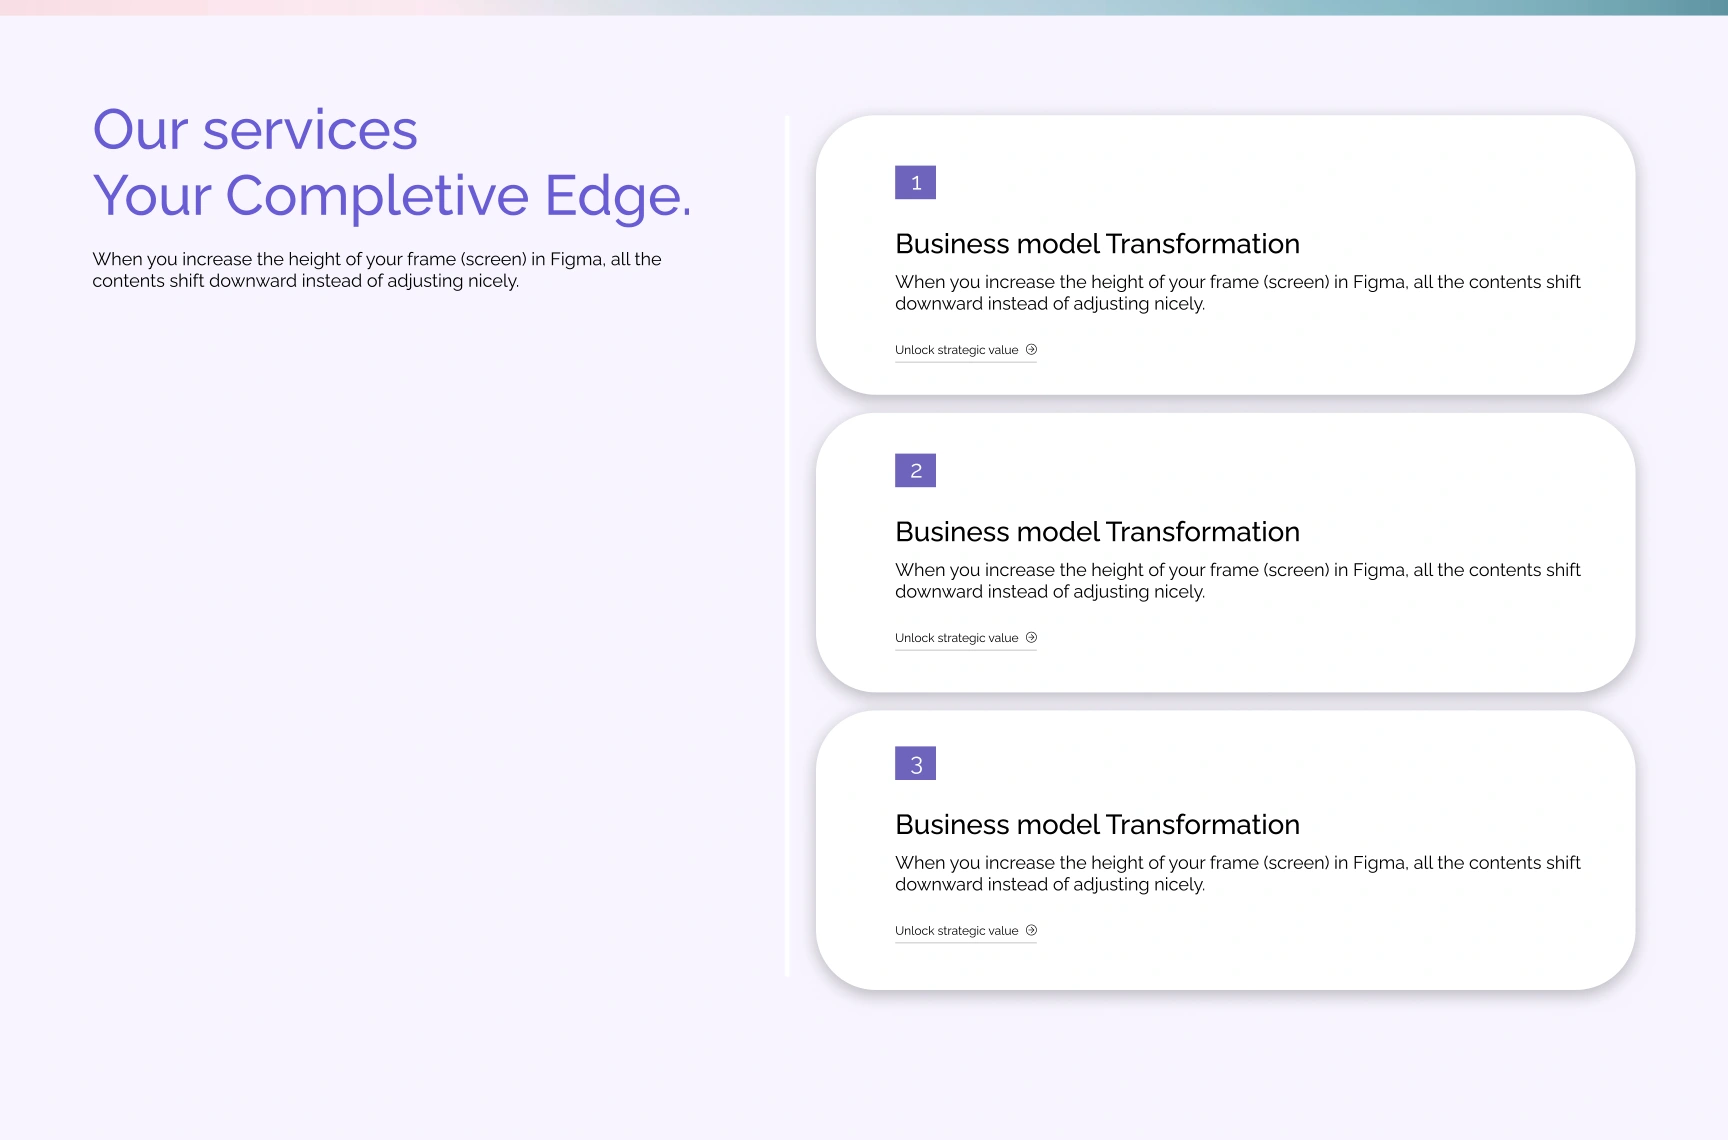 Our services
Your Completive Edge.
When you increase the height of your frame (screen) in Figma, all the
contents shift downward instead of adjusting nicely.
1
Business model Transformation
When you increase the height of your frame (screen) in Figma, all the contents shift
downward instead of adjusting nicely.
Unlock strategic value
2
Business model Transformation
When you increase the height of your frame (screen) in Figma, all the contents shift
downward instead of adjusting nicely.
Unlock strategic value
3
Business model Transformation
When you increase the height of your frame (screen) in Figma, all the contents shift
downward instead of adjusting nicely.
Unlock strategic value